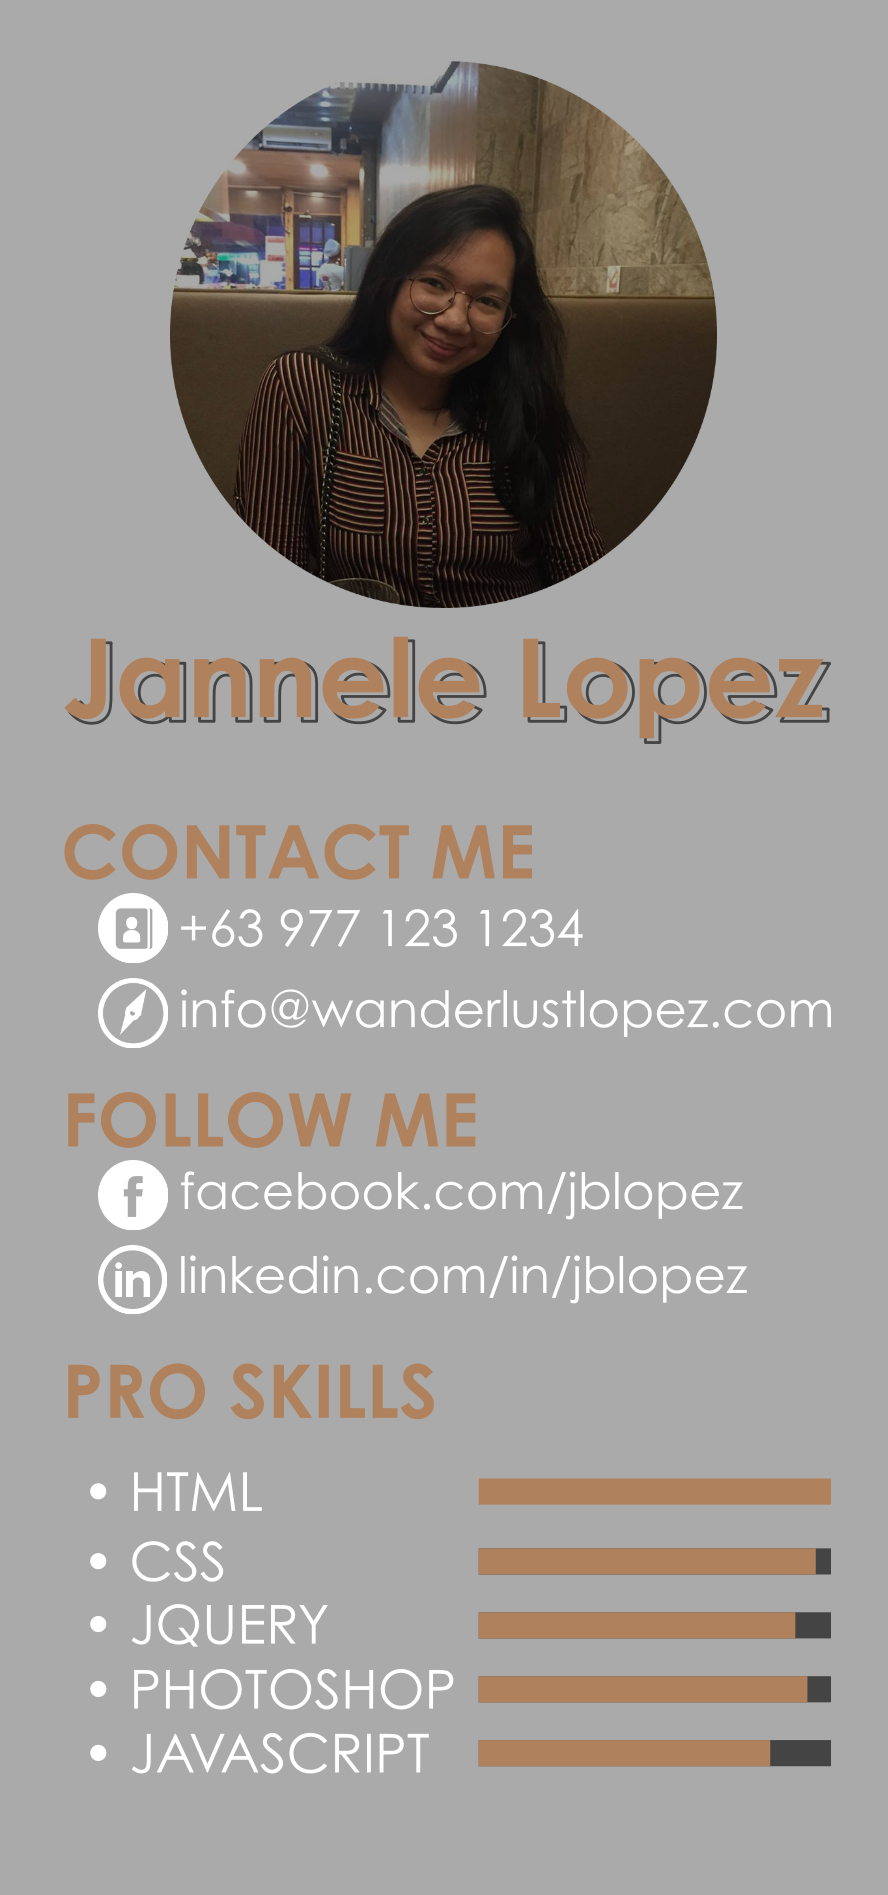 Jannele Lopez
CONTACT ME
+63 977 123 1234
info@wanderlustlopez.com
FOLLOW ME
facebook.com/jblopez
in linkedin.com/in/jblopez
PRO SKILLS
• HTML
• CSS
• JQUERY
• PHOTOSHOP
• JAVASCRIPT